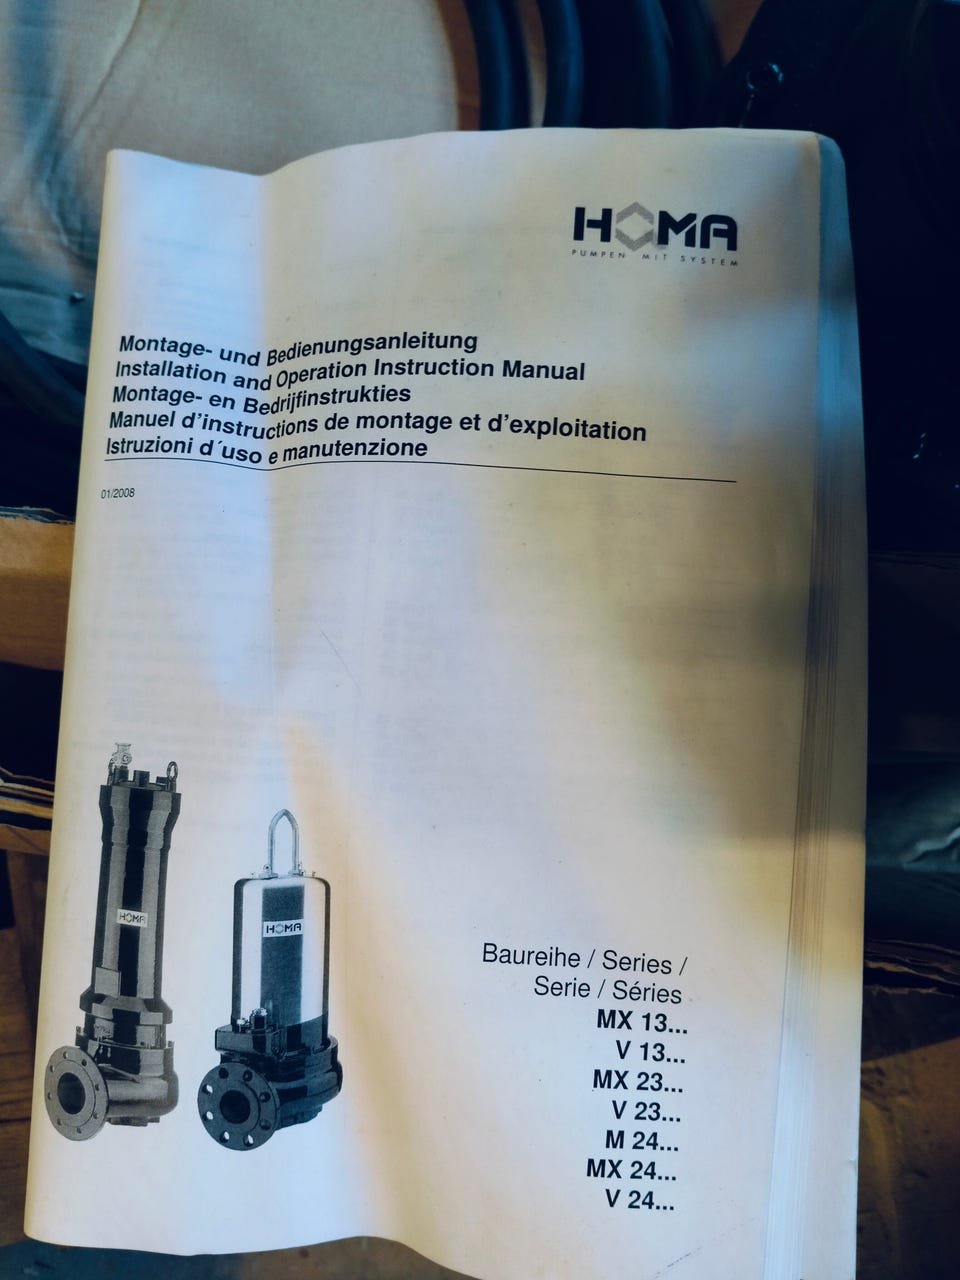 HOMA
PUMPEN MIT SYSTEM
Montage- und Bedienungsanleitung
Installation and Operation Instruction Manual
Montage- en Bedrijfinstrukties
Manuel d'instructions de montage et d'exploitation
Istruzioni d´uso e manutenzione
01/2008
HOMA
HOMA
Baureihe / Series /
Serie / Séries
MX 13...
V 13...
MX 23...
V 23...
M 24...
MX 24...
V 24...